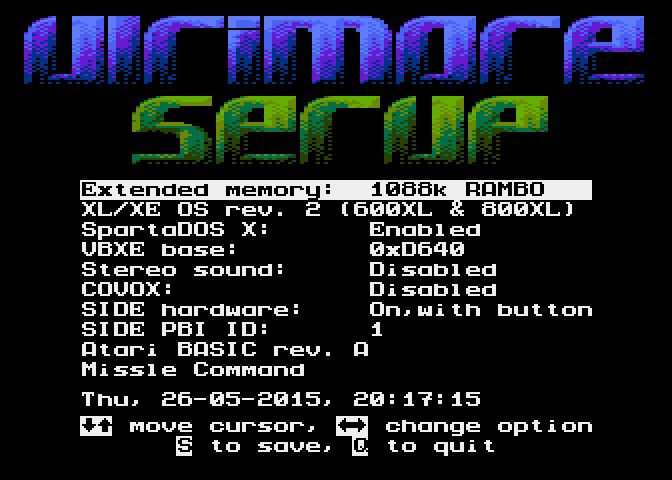 Ultimate
Setup
Extended memory: 1088k RAMBO
XL/XE OS rev. 2 (600XL & 800XL)
SpartaDOS X: Enabled
VBXE base: 0xD640
Stereo sound: Disabled
COVOX: Disabled
SIDE hardware: On,with button
SIDE PBI ID: 1
Atari BASIC rev. A
Missle Command
Thu, 26-05-2015, 20:17:15
↓↑ move cursor, ↔ change option
S to save, Q to quit